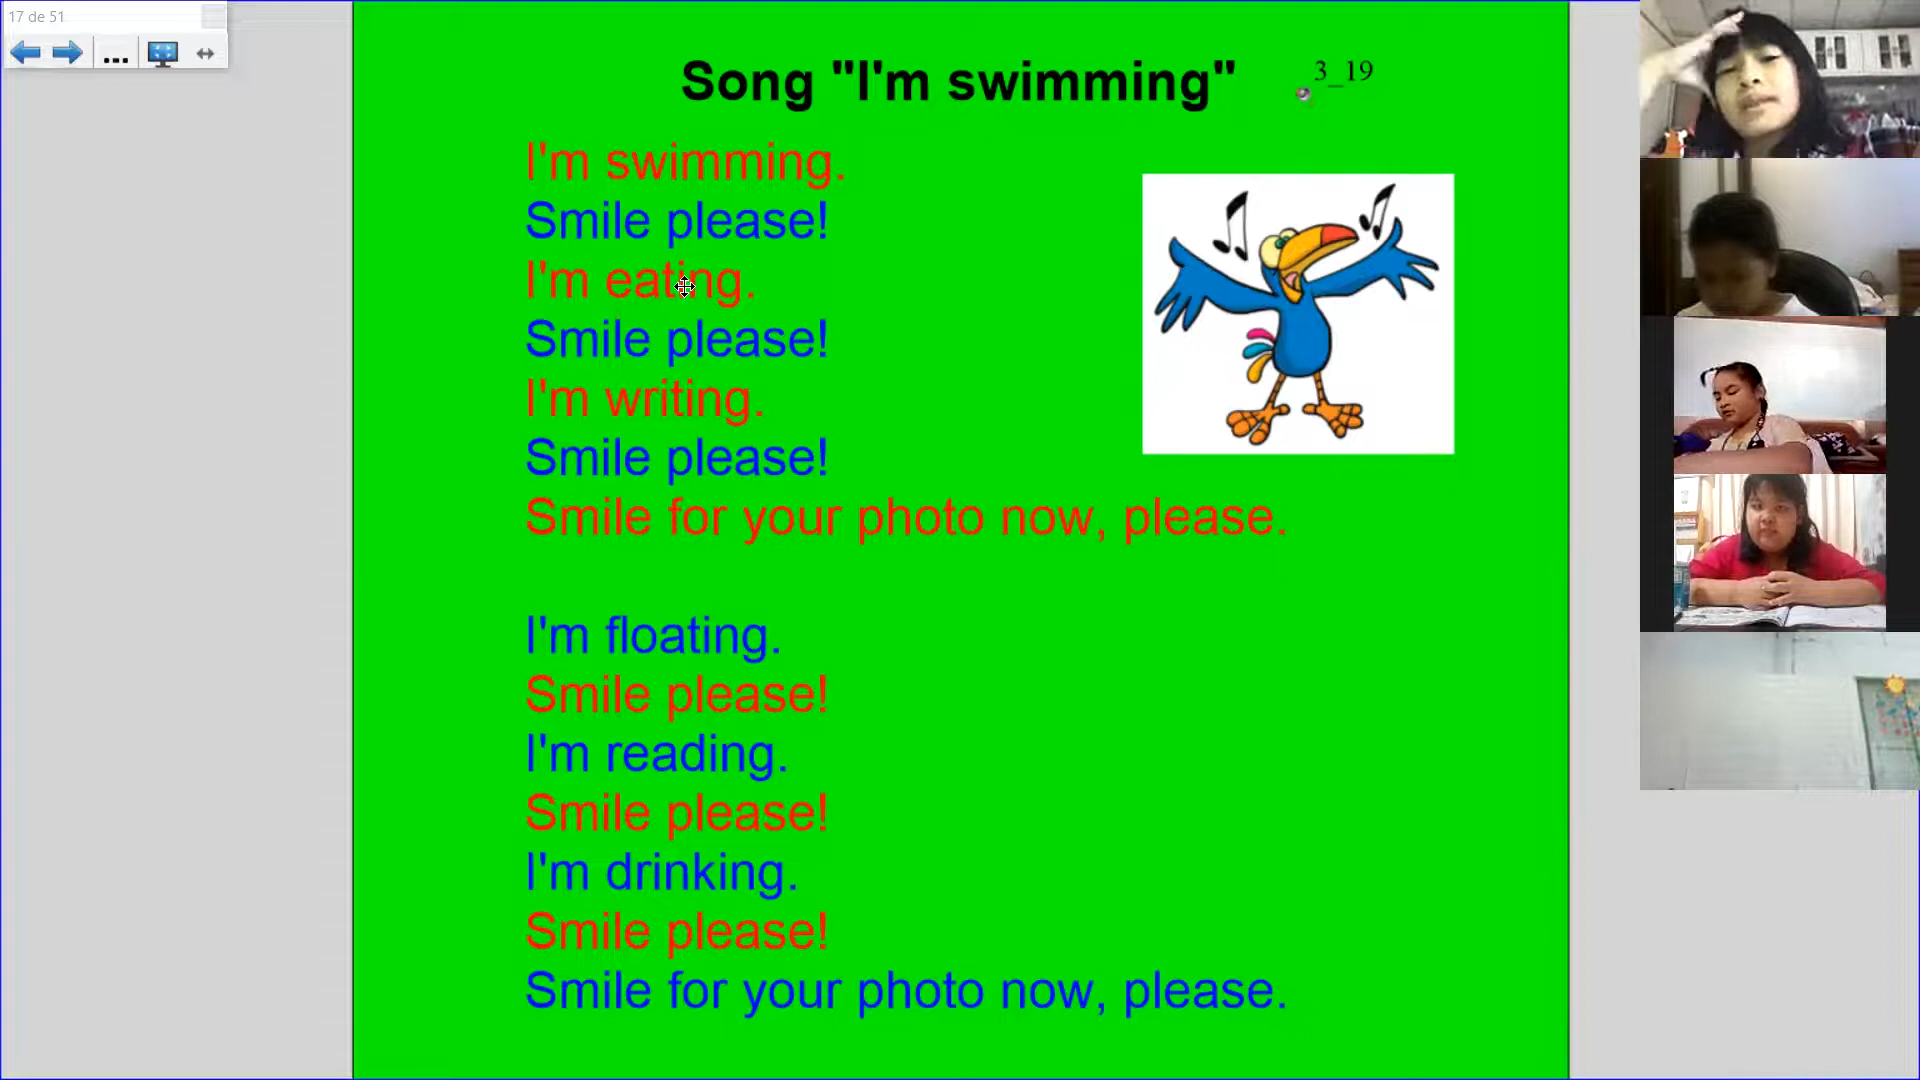 17 de 51
Song "I'm swimming"
3_19
I'm swimming.
Smile please!
I'm eating.
Smile please!
I'm writing.
Smile please!
Smile for your photo now, please.
I'm floating.
Smile please!
I'm reading.
Smile please!
I'm drinking.
Smile please!
Smile for your photo now, please.